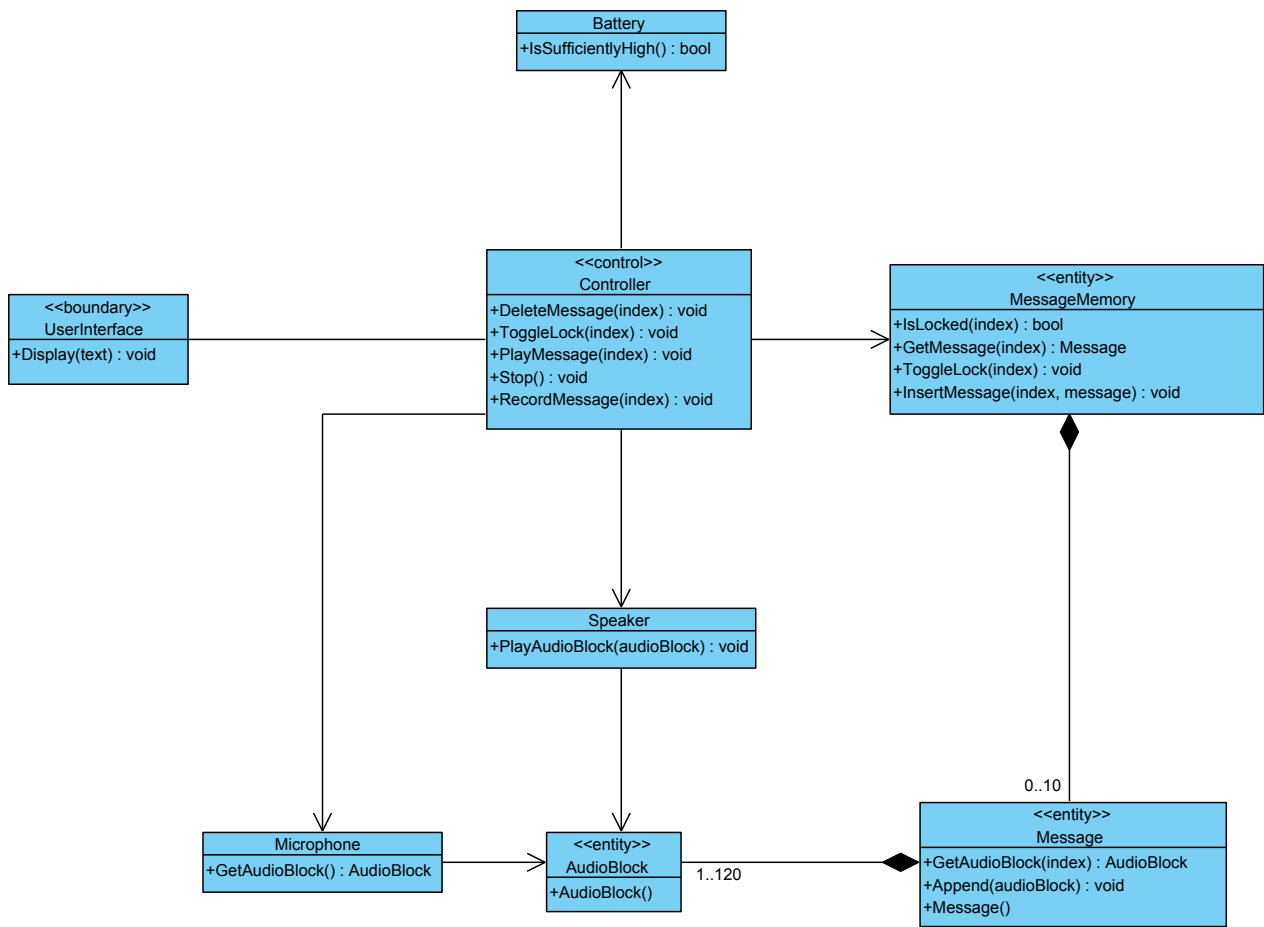 Battery
+IsSufficientlyHigh() : bool
<<control>>
Controller
+DeleteMessage(index) : void
+ToggleLock(index) : void
+PlayMessage(index) : void
+Stop() : void
+RecordMessage(index) : void
<<entity>>
MessageMemory
+IsLocked(index) : bool
+GetMessage(index) : Message
+ToggleLock(index) : void
+InsertMessage(index, message) : void
<<boundary>>
UserInterface
+Display(text) : void
Speaker
+PlayAudioBlock(audioBlock) : void
0..10
Microphone
+GetAudioBlock() : AudioBlock
<<entity>>
AudioBlock
+AudioBlock()
1..120
<<entity>>
Message
+GetAudioBlock(index) : AudioBlock
+Append(audioBlock) : void
+Message()